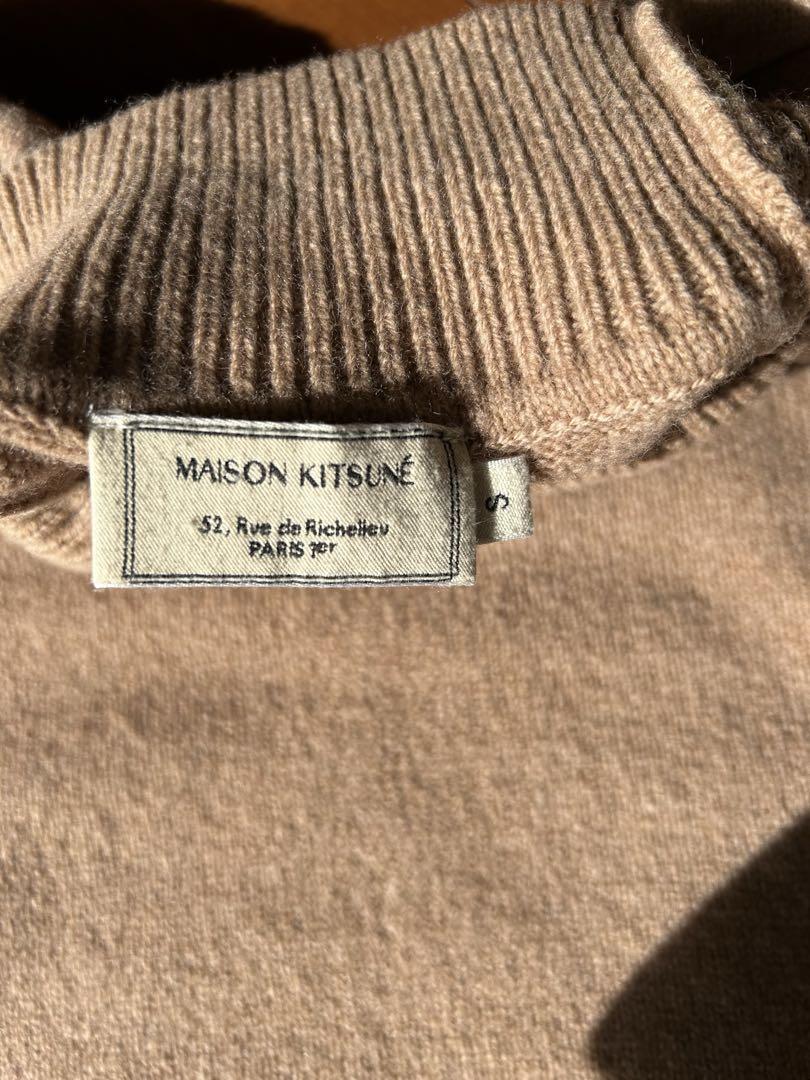 MAISON KITSUNÉ
S
52, Rue de Richelieu
PARIS 1er